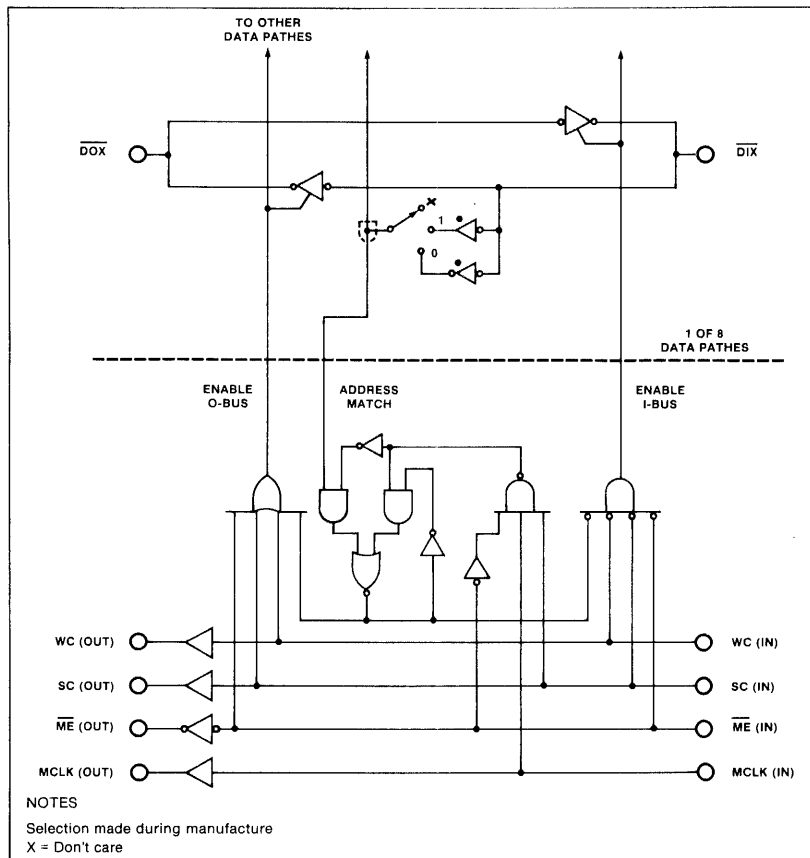 TO OTHER
DATA PATHES
DOX
DIX
X
1
0
1 OF 8
DATA PATHES
ENABLE
O-BUS
ADDRESS
MATCH
ENABLE
I-BUS
WC (OUT)
WC (IN)
SC (OUT)
SC (IN)
ME (OUT)
ME (IN)
MCLK (OUT)
MCLK (IN)
NOTES
Selection made during manufacture
X = Don't care